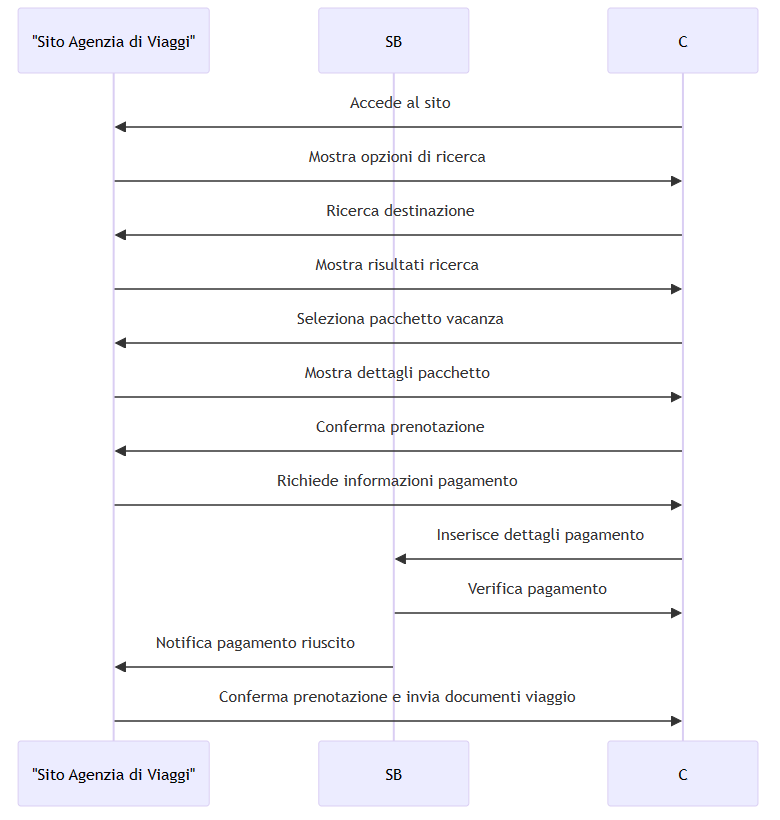 "Sito Agenzia di Viaggi"
SB
C
Accede al sito
Mostra opzioni di ricerca
Ricerca destinazione
Mostra risultati ricerca
Seleziona pacchetto vacanza
Mostra dettagli pacchetto
Conferma prenotazione
Richiede informazioni pagamento
Inserisce dettagli pagamento
Verifica pagamento
Notifica pagamento riuscito
Conferma prenotazione e invia documenti viaggio
"Sito Agenzia di Viaggi"
SB
C